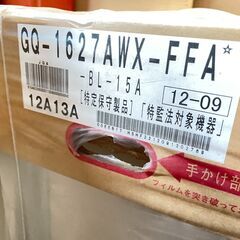 GQ-1627AWX-FFA
-BL-15A
12-09
12A13A
[特定保守製品]「特監法対象機器」
手かけ部
フィルムを突き破って